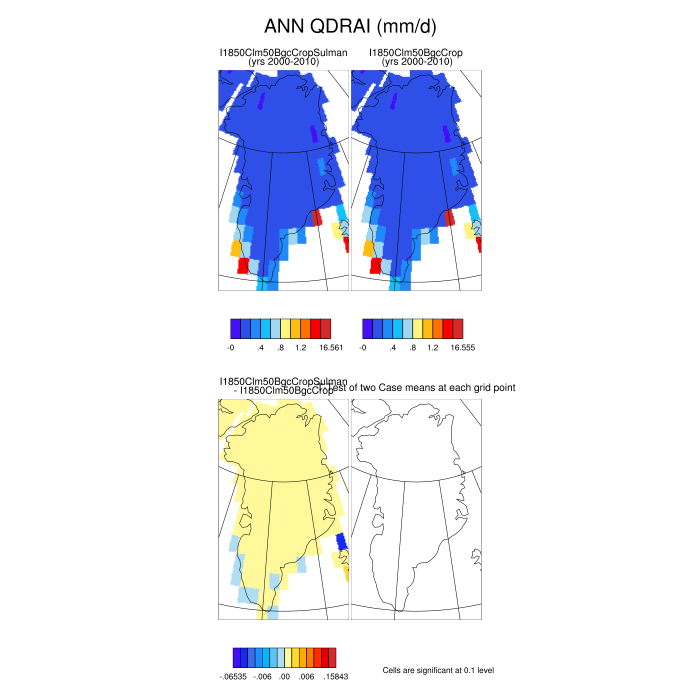 ANN QDRAI (mm/d)
I1850Clm50BgcCropSulman
(yrs 2000-2010)
I1850Clm50BgcCrop
(yrs 2000-2010)
-0 .4 .8 1.2 16.561
-0 .4 .8 1.2 16.555
I1850Clm50BgcCropSulman
- I1850Clm50BgcCrop
Test of two Case means at each grid point
-.06535 -.006 .00 .006 .15843
Cells are significant at 0.1 level